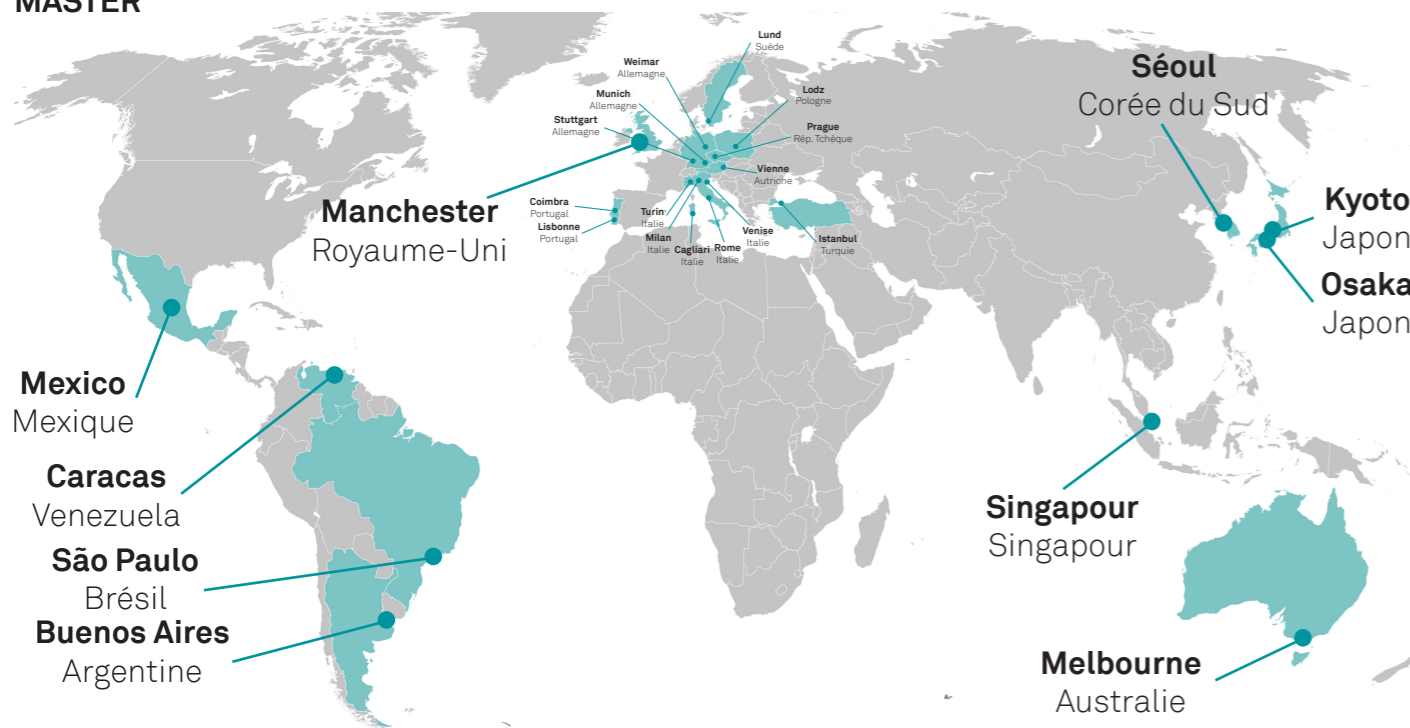 MASTER
Lund
Suède
Weimar
Allemagne
Munich
Allemagne
Stuttgart
Allemagne
Lodz
Pologne
Prague
Rép. Tchèque
Vienne
Autriche
Séoul
Corée du Sud
Manchester
Royaume-Uni
Coimbra
Portugal
Lisbonne
Portugal
Turin
Italie
Milan
Italie
Cagliari
Italie
Rome
Italie
Venise
Italie
Istanbul
Turquie
Kyoto
Japon
Osaka
Japon
Mexico
Mexique
Caracas
Venezuela
São Paulo
Brésil
Buenos Aires
Argentine
Singapour
Singapour
Melbourne
Australie